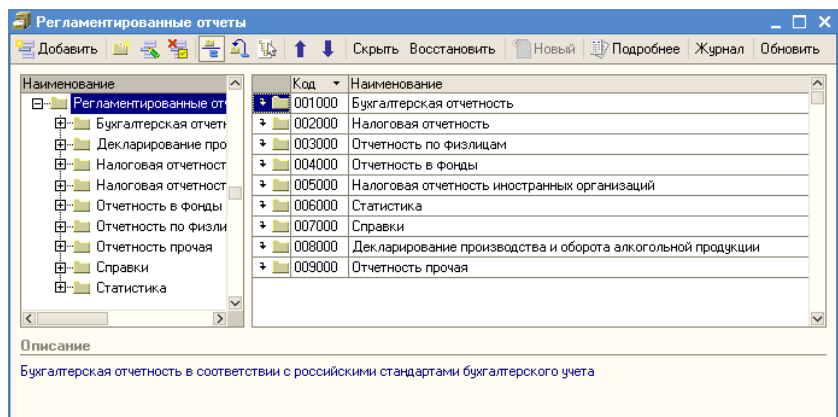 Регламентированные отчеты
Добавить Скрыть Восстановить Новый Подробнее Журнал Обновить
Наименование
Регламентированные от
Бухгалтерская отчетн
Декларирование про
Налоговая отчетност
Налоговая отчетност
Отчетность в фонды
Отчетность по физли
Отчетность прочая
Справки
Статистика
Код Наименование
001000 Бухгалтерская отчетность
002000 Налоговая отчетность
003000 Отчетность по физлицам
004000 Отчетность в фонды
005000 Налоговая отчетность иностранных организаций
006000 Статистика
007000 Справки
008000 Декларирование производства и оборота алкогольной продукции
009000 Отчетность прочая
Описание
Бухгалтерская отчетность в соответствии с российскими стандартами бухгалтерского учета